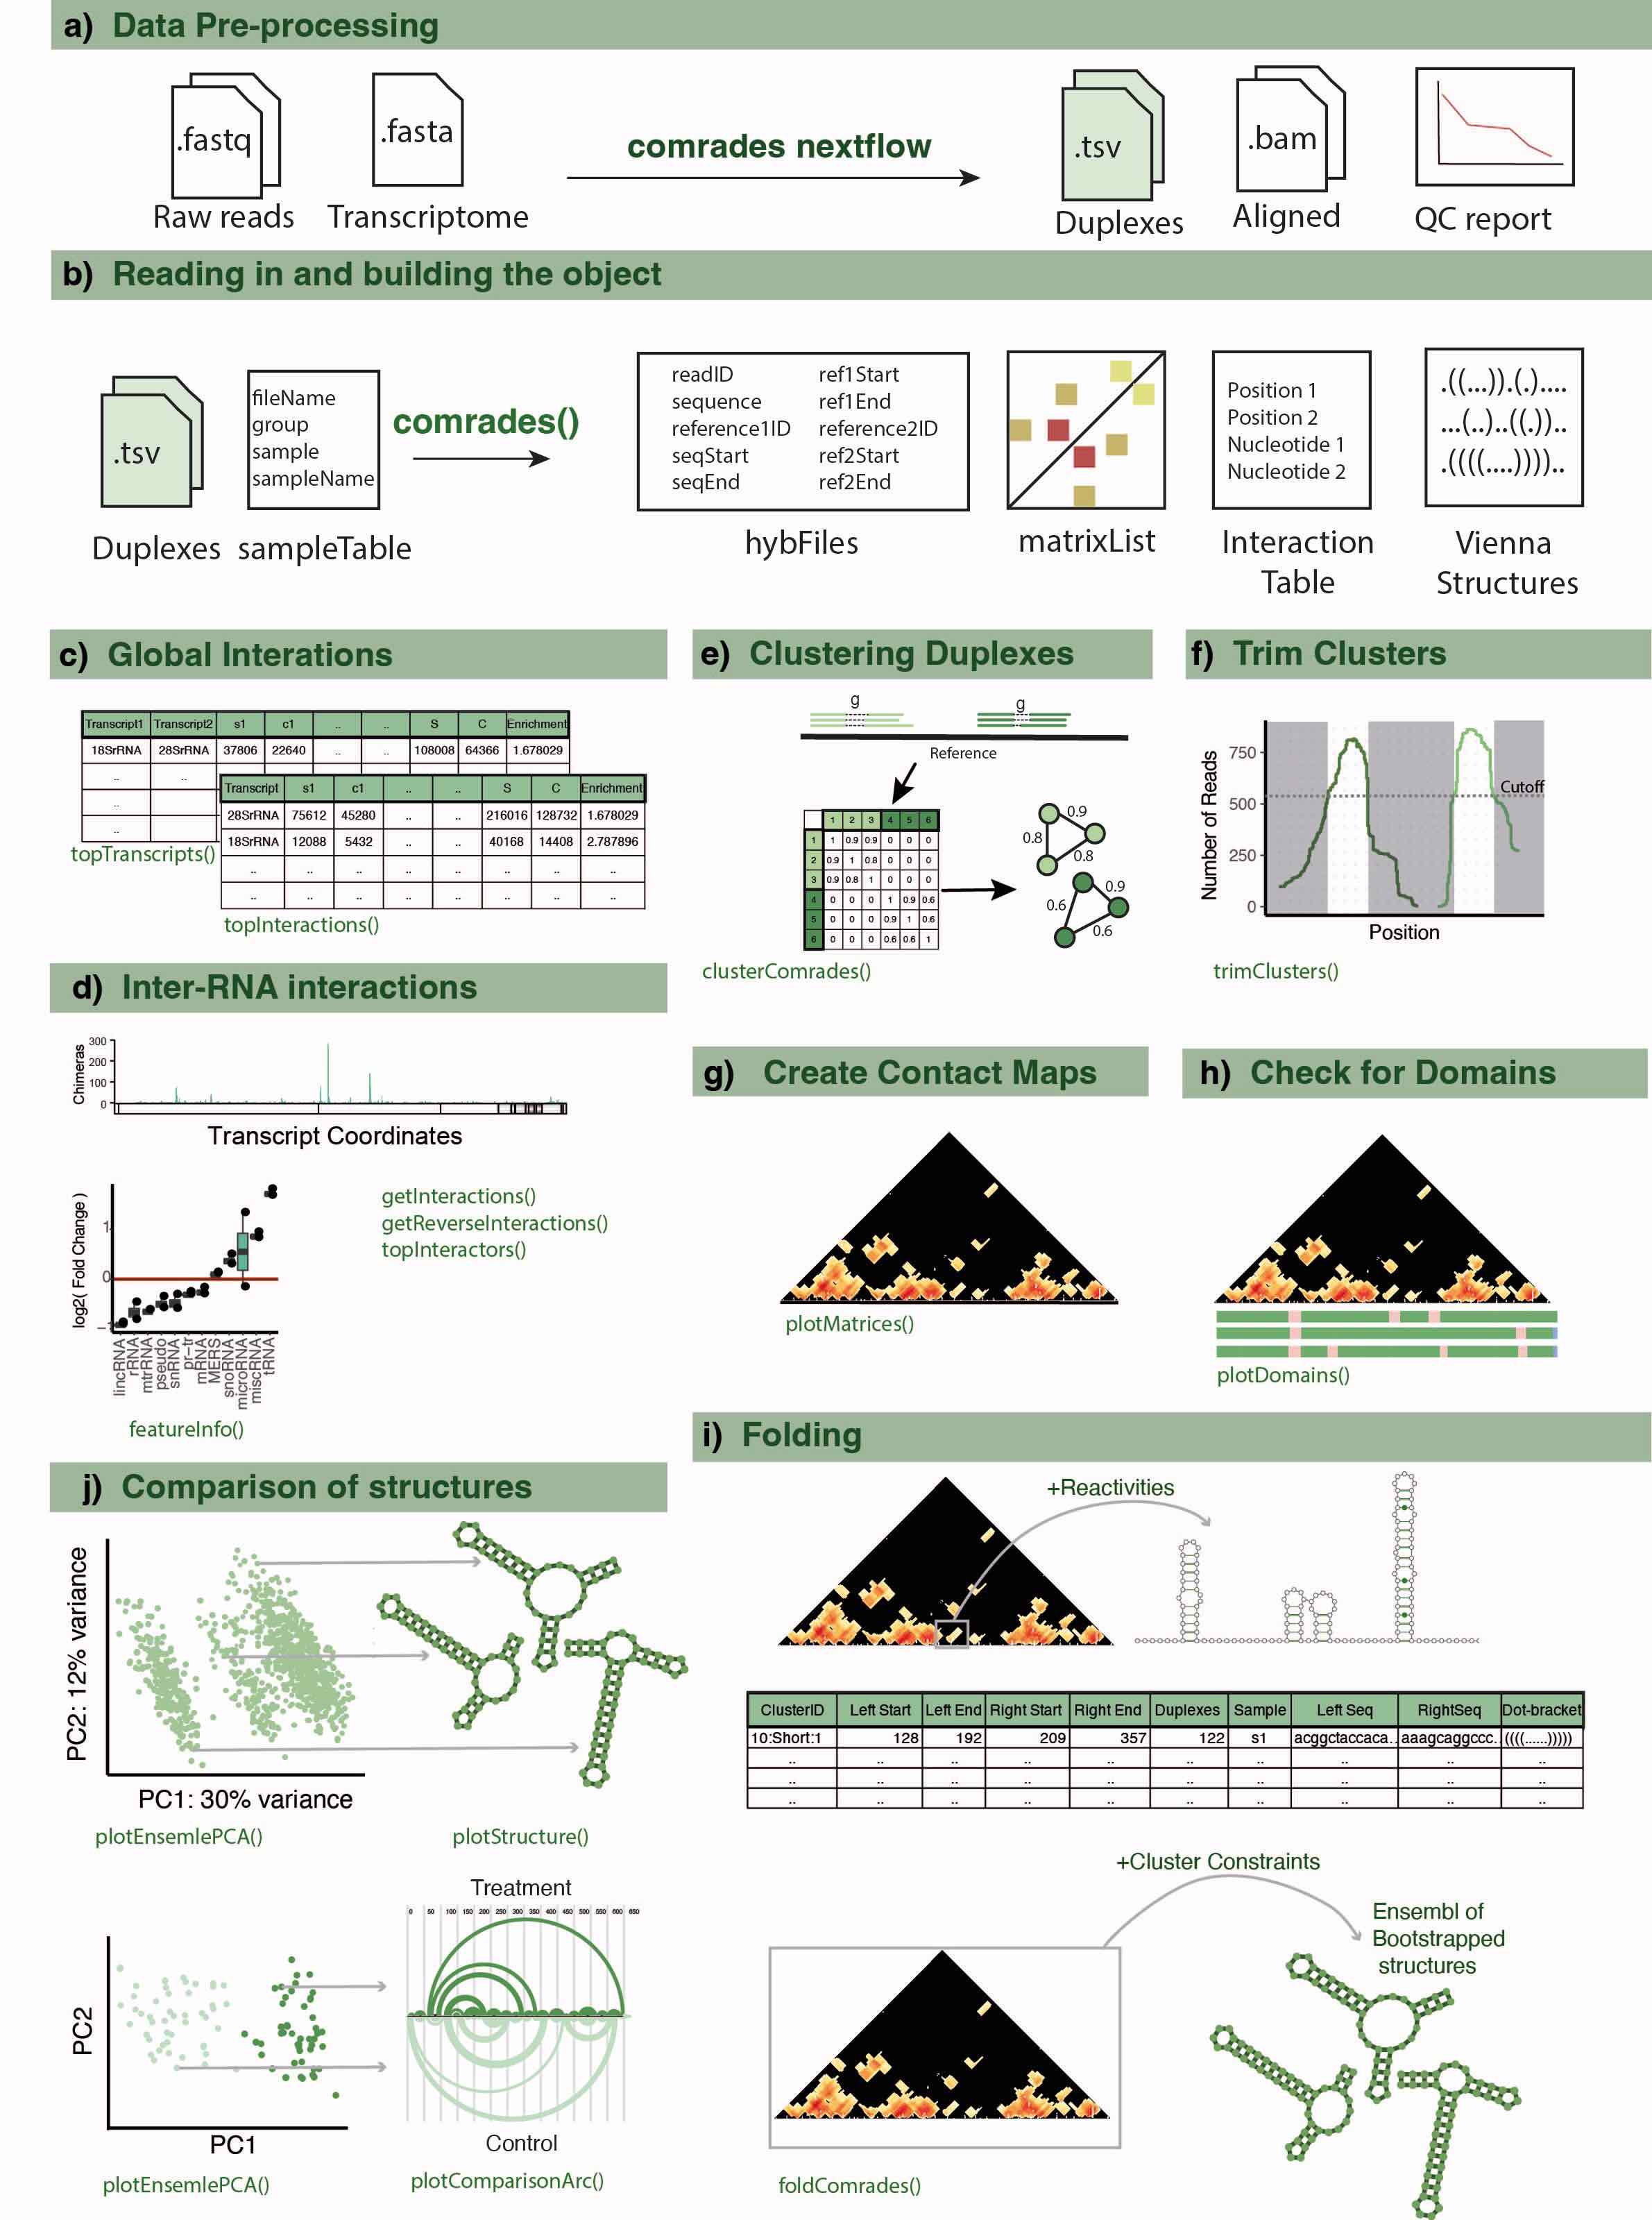 a) Data Pre-processing
.fastq
.fasta
comrades nextflow
.tsv
.bam
Raw reads
Transcriptome
Duplexes
Aligned
QC report
b) Reading in and building the object
.tsv
fileName
group
sample
sampleName
comrades()
readID ref1Start
sequence ref1End
reference1ID reference2ID
seqStart ref2Start
seqEnd ref2End
Position 1
Position 2
Nucleotide 1
Nucleotide 2
.((...)).(.)....
...(..)..((.))..
.((((....))))..
Duplexes
sampleTable
hybFiles
matrixList
Interaction
Table
Vienna
Structures
c) Global Interations
Transcript1 Transcript2 s1 c1 .. .. S C Enrichment
18SrRNA 28SrRNA 37806 22640 .. .. 108008 64366 1.678029
.. ..
..
..
topTranscripts()
Transcript s1 c1 .. .. S C Enrichment
28SrRNA 75612 45280 .. .. 216016 128732 1.678029
18SrRNA 12088 5432 .. .. 40168 14408 2.787896
.. .. .. .. .. .. .. ..
.. .. .. .. .. .. .. ..
topInteractions()
e) Clustering Duplexes
g g
Reference
1 2 3 4 5 6
1 1 0.9 0.9 0 0 0
2 0.9 1 0.8 0 0 0
3 0.9 0.8 1 0 0 0
4 0 0 0 1 0.9 0.6
5 0 0 0 0.9 1 0.6
6 0 0 0 0.6 0.6 1
0.9
0.8
0.8
0.9
0.6
0.6
clusterComrades()
f) Trim Clusters
Number of Reads
750
500
250
0
Cutoff
Position
trimClusters()
d) Inter-RNA interactions
Chimeras
300
200
100
0
Transcript Coordinates
log2( Fold Change )
1
0
lincRNA
rRNA
mtrRNA
pseudo
snRNA
pr-tr
mRNA
MERS
snoRNA
microRNA
miscRNA
tRNA
getInteractions()
getReverseInteractions()
topInteractors()
featureInfo()
g) Create Contact Maps
plotMatrices()
h) Check for Domains
plotDomains()
i) Folding
+Reactivities
ClusterID Left Start Left End Right Start Right End Duplexes Sample Left Seq RightSeq Dot-bracket
10:Short:1 128 192 209 357 122 s1 acggctaccaca.. aaagcaggccc.. ((((......)))))
.. .. .. .. .. .. .. .. .. ..
.. .. .. .. .. .. .. .. .. ..
.. .. .. .. .. .. .. .. .. ..
+Cluster Constraints
Ensembl of
Bootstrapped
structures
foldComrades()
j) Comparison of structures
PC2: 12% variance
PC1: 30% variance
plotEnsemlePCA()
plotStructure()
Treatment
0 50 100 150 200 250 300 350 400 450 500 550 600 650
PC2
PC1
Control
plotEnsemlePCA()
plotComparisonArc()